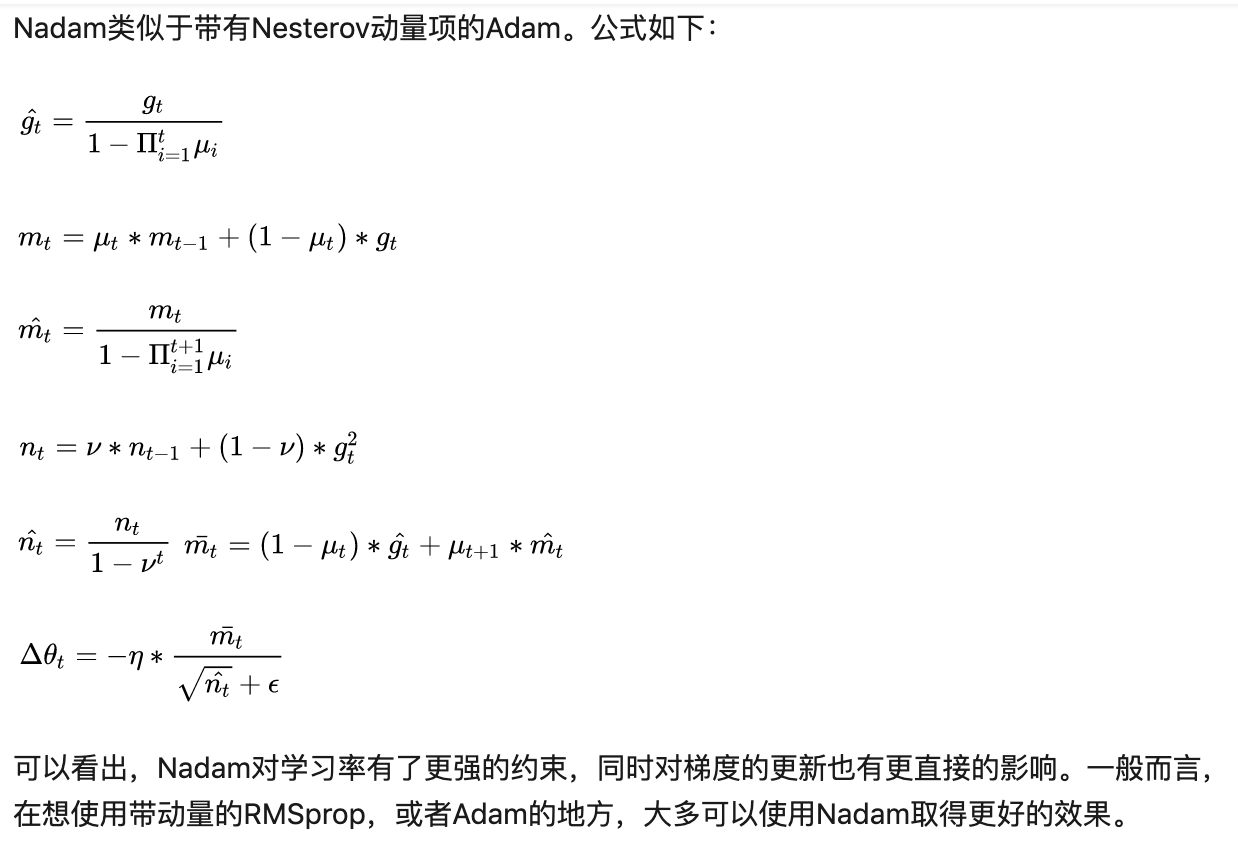 Nadam类似于带有Nesterov动量项的Adam。公式如下：
$\hat{g_t} = \frac{g_t}{1 - \Pi_{i=1}^{t} \mu_i}$
$m_t = \mu_t * m_{t-1} + (1 - \mu_t) * g_t$
$\hat{m_t} = \frac{m_t}{1 - \Pi_{i=1}^{t+1} \mu_i}$
$n_t = \nu * n_{t-1} + (1 - \nu) * g_t^2$
$\hat{n_t} = \frac{n_t}{1 - \nu^t}$ $\bar{m_t} = (1 - \mu_t) * \hat{g_t} + \mu_{t+1} * \hat{m_t}$
$\Delta\theta_t = -\eta * \frac{\bar{m_t}}{\sqrt{\hat{n_t}} + \epsilon}$
可以看出，Nadam对学习率有了更强的约束，同时对梯度的更新也有更直接的影响。一般而言，
在想使用带动量的RMSprop，或者Adam的地方，大多可以使用Nadam取得更好的效果。